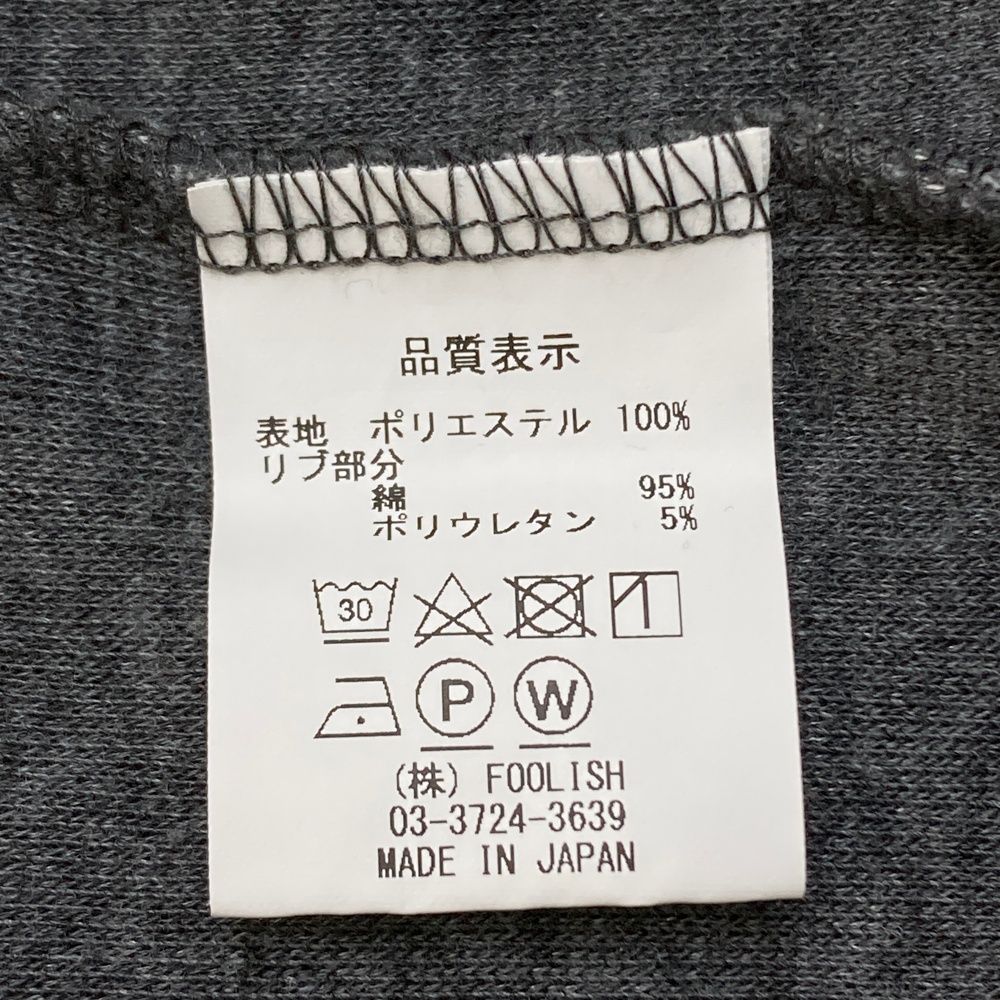 品質表示
表地 ポリエステル 100%
リブ部分
綿 95%
ポリウレタン 5%
30
P W
(株) FOOLISH
03-3724-3639
MADE IN JAPAN